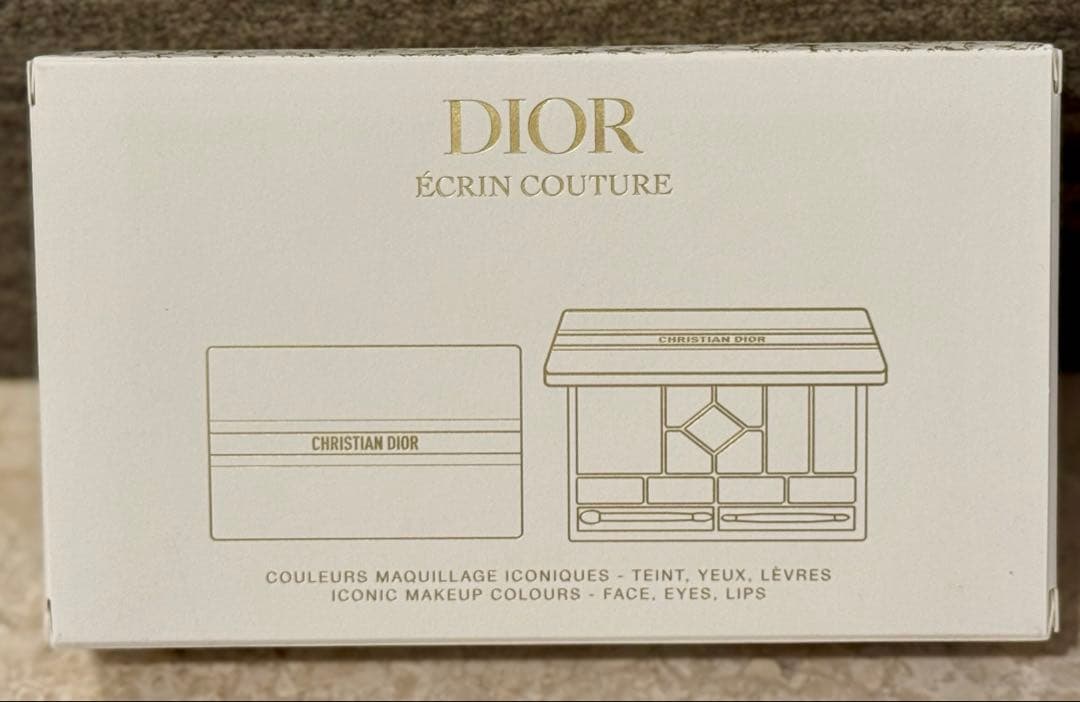 DIOR
ÉCRIN COUTURE
CHRISTIAN DIOR
CHRISTIAN DIOR
COULEURS MAQUILLAGE ICONIQUES - TEINT, YEUX, LÈVRES
ICONIC MAKEUP COLOURS - FACE, EYES, LIPS